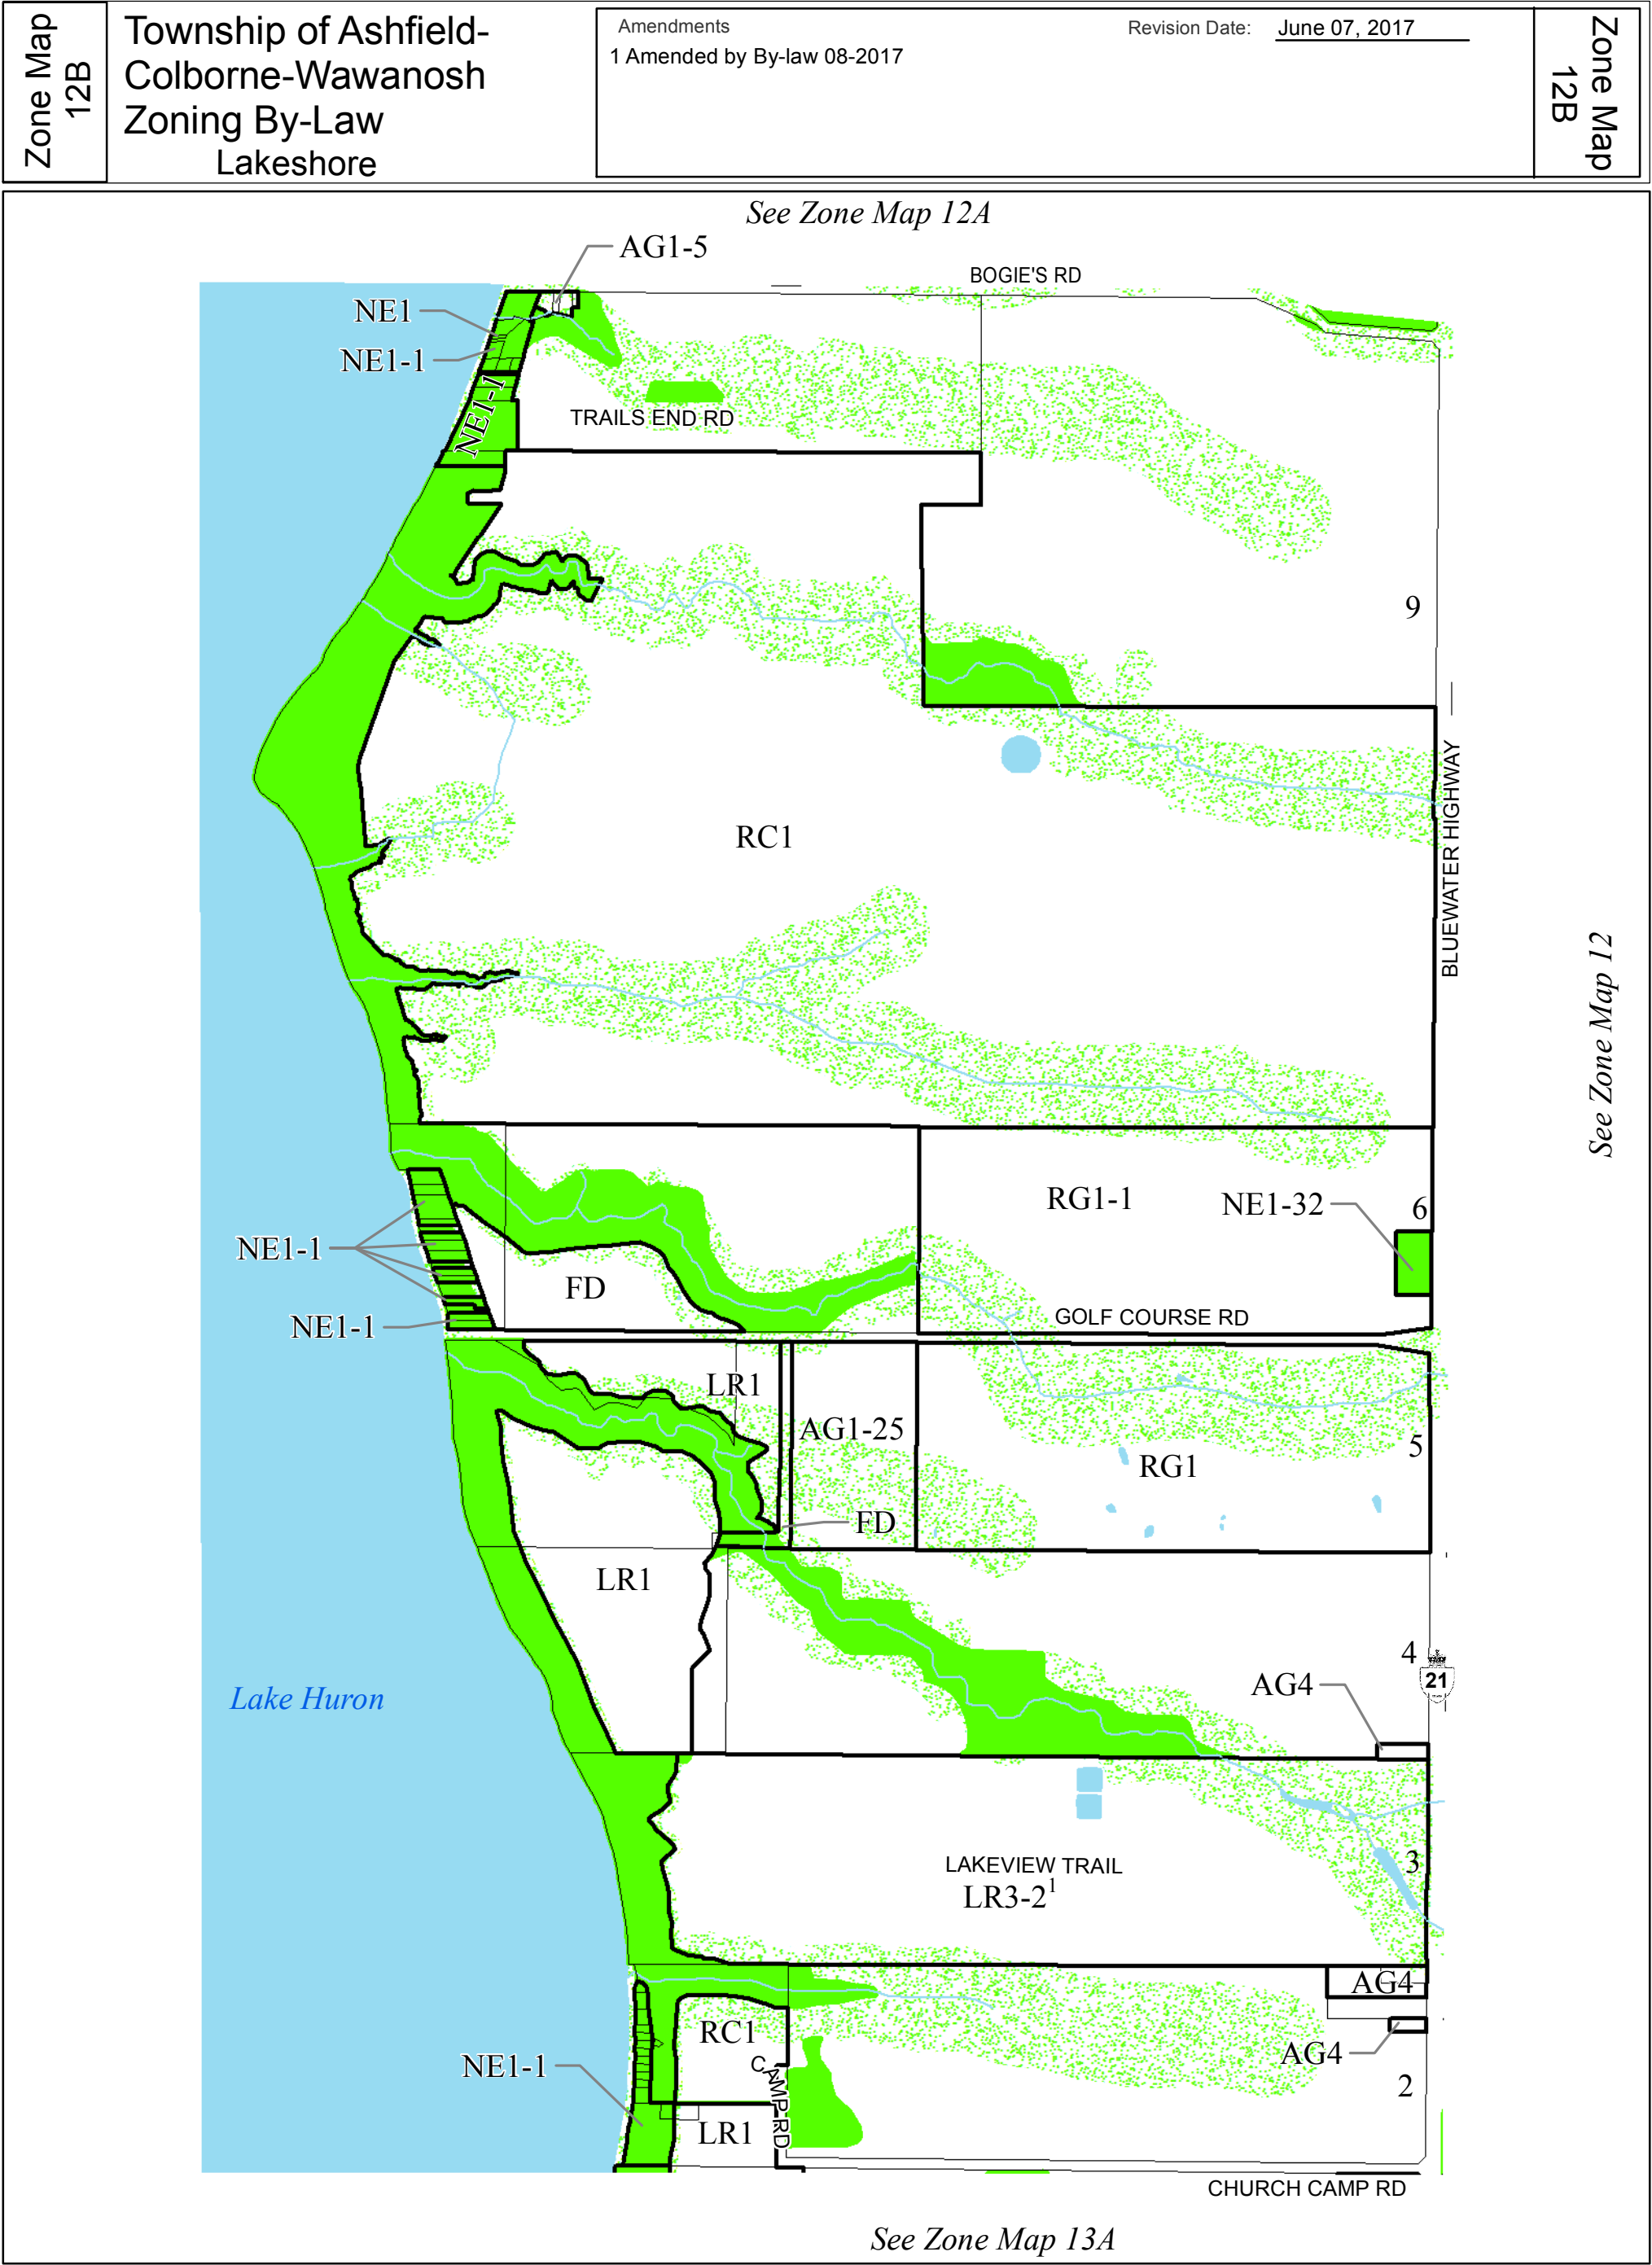 Zone Map
12B
Township of Ashfield-
Colborne-Wawanosh
Zoning By-Law
Lakeshore
Amendments
1 Amended by By-law 08-2017
Revision Date: June 07, 2017
Zone Map
12B
See Zone Map 12A
AG1-5
BOGIE'S RD
NE1
NE1-1
NE1-1
TRAILS END RD
9
BLUEWATER HIGHWAY
RC1
See Zone Map 12
RG1-1
NE1-32
6
NE1-1
FD
GOLF COURSE RD
NE1-1
LR1
AG1-25
5
RG1
FD
LR1
4
21
AG4
Lake Huron
3
LAKEVIEW TRAIL
LR3-2¹
AG4
RC1
AG4
NE1-1
CAMP RD
2
LR1
CHURCH CAMP RD
See Zone Map 13A